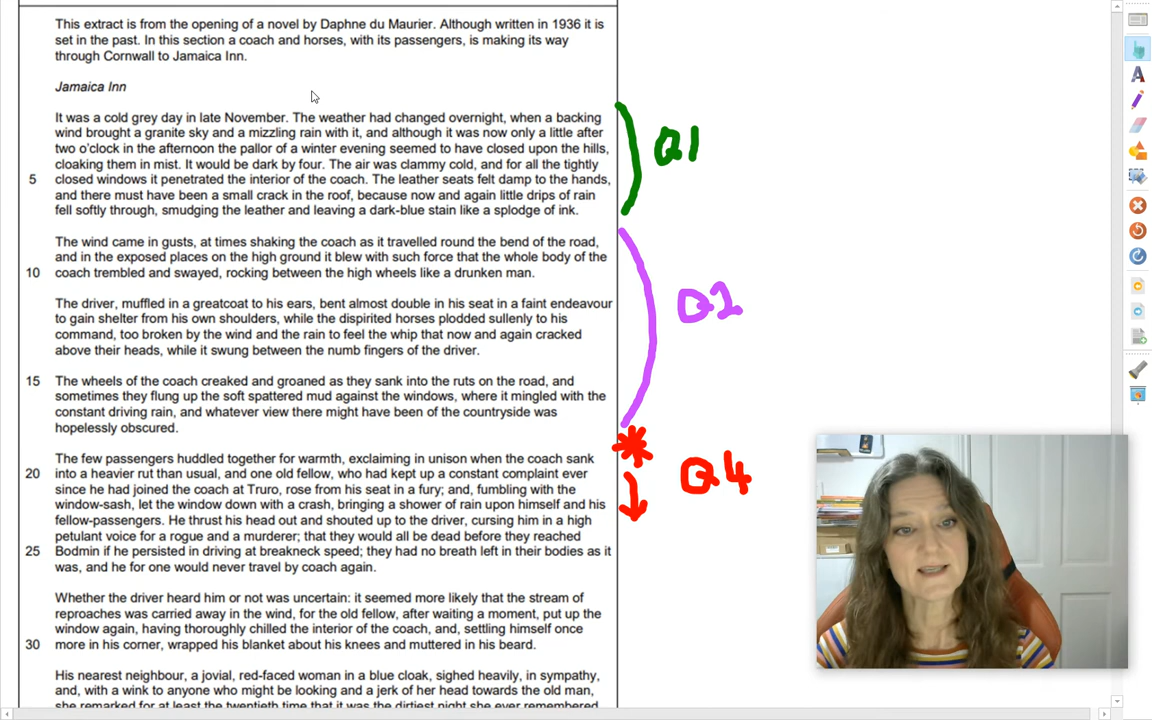 This extract is from the opening of a novel by Daphne du Maurier. Although written in 1936 it is
set in the past. In this section a coach and horses, with its passengers, is making its way
through Cornwall to Jamaica Inn.
Jamaica Inn
It was a cold grey day in late November. The weather had changed overnight, when a backing
wind brought a granite sky and a mizzling rain with it, and although it was now only a little after
two o'clock in the afternoon the pallor of a winter evening seemed to have closed upon the hills,
cloaking them in mist. It would be dark by four. The air was clammy cold, and for all the tightly
5 closed windows it penetrated the interior of the coach. The leather seats felt damp to the hands,
and there must have been a small crack in the roof, because now and again little drips of rain
fell softly through, smudging the leather and leaving a dark-blue stain like a splodge of ink.
Q1
The wind came in gusts, at times shaking the coach as it travelled round the bend of the road,
and in the exposed places on the high ground it blew with such force that the whole body of the
10 coach trembled and swayed, rocking between the high wheels like a drunken man.
The driver, muffled in a greatcoat to his ears, bent almost double in his seat in a faint endeavour
to gain shelter from his own shoulders, while the dispirited horses plodded sullenly to his
command, too broken by the wind and the rain to feel the whip that now and again cracked
above their heads, while it swung between the numb fingers of the driver.
Q2
15 The wheels of the coach creaked and groaned as they sank into the ruts on the road, and
sometimes they flung up the soft spattered mud against the windows, where it mingled with the
constant driving rain, and whatever view there might have been of the countryside was
hopelessly obscured.
The few passengers huddled together for warmth, exclaiming in unison when the coach sank
20 into a heavier rut than usual, and one old fellow, who had kept up a constant complaint ever
since he had joined the coach at Truro, rose from his seat in a fury; and, fumbling with the
window-sash, let the window down with a crash, bringing a shower of rain upon himself and his
fellow-passengers. He thrust his head out and shouted up to the driver, cursing him in a high
petulant voice for a rogue and a murderer; that they would all be dead before they reached
25 Bodmin if he persisted in driving at breakneck speed; they had no breath left in their bodies as it
was, and he for one would never travel by coach again.
Q4
Whether the driver heard him or not was uncertain: it seemed more likely that the stream of
reproaches was carried away in the wind, for the old fellow, after waiting a moment, put up the
window again, having thoroughly chilled the interior of the coach, and, settling himself once
30 more in his corner, wrapped his blanket about his knees and muttered in his beard.
His nearest neighbour, a jovial, red-faced woman in a blue cloak, sighed heavily, in sympathy,
and, with a wink to anyone who might be looking and a jerk of her head towards the old man,
she remarked for at least the twentieth time that it was the dirtiest night she ever remembered